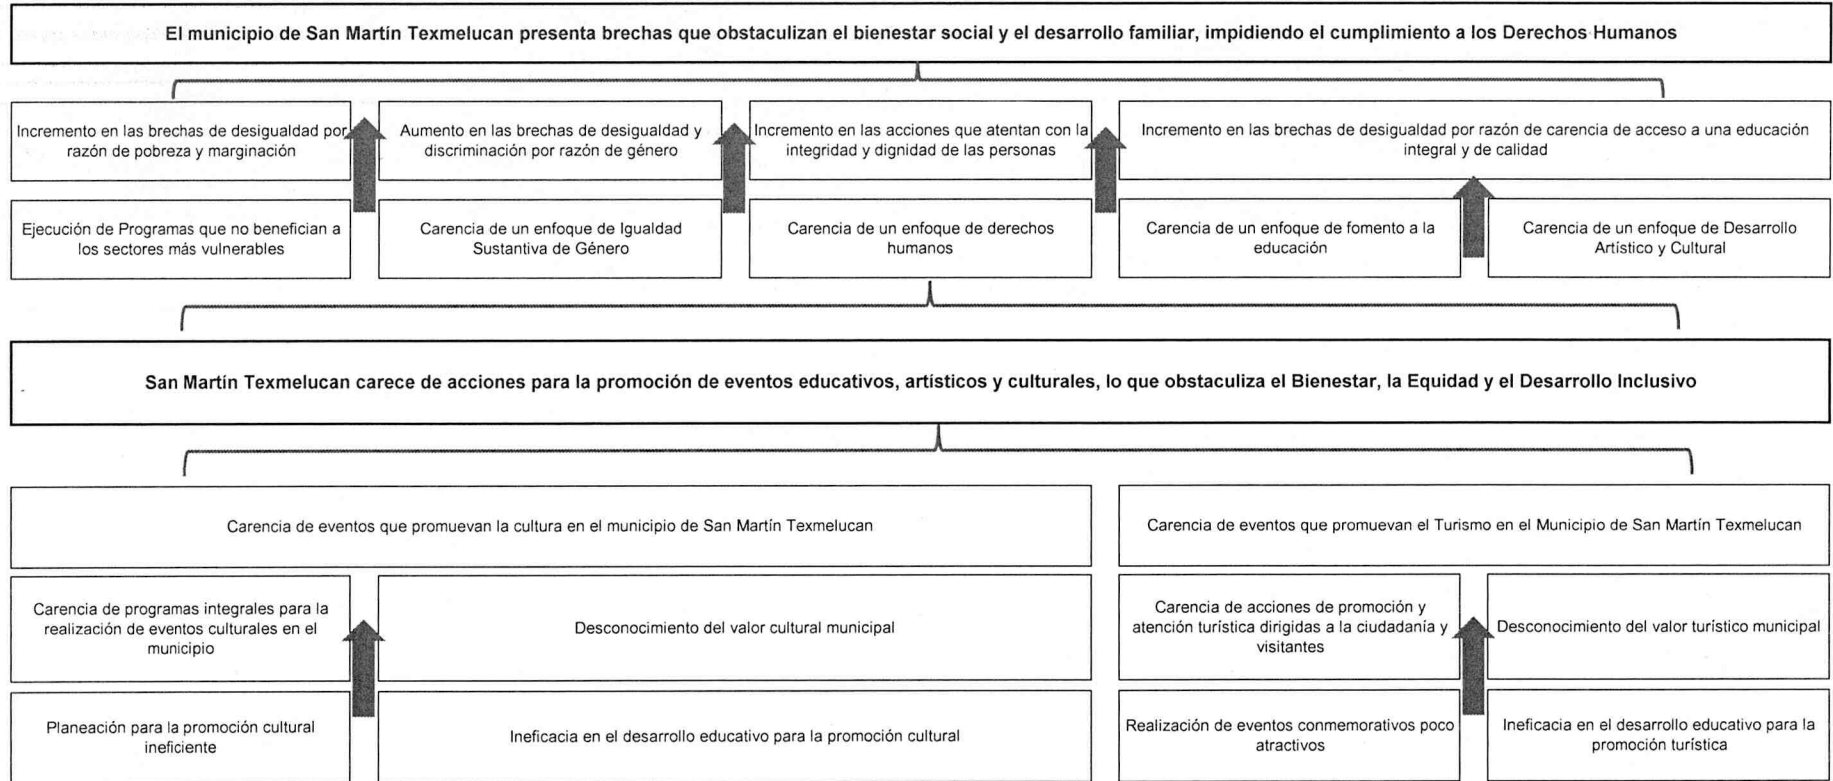 El municipio de San Martín Texmelucan presenta brechas que obstaculizan el bienestar social y el desarrollo familiar, impidiendo el cumplimiento a los Derechos Humanos
Incremento en las brechas de desigualdad por
razón de pobreza y marginación
Aumento en las brechas de desigualdad y
discriminación por razón de género
Incremento en las acciones que atentan con la
integridad y dignidad de las personas
Incremento en las brechas de desigualdad por razón de carencia de acceso a una educación
integral y de calidad
Ejecución de Programas que no benefician a
los sectores más vulnerables
Carencia de un enfoque de Igualdad
Sustantiva de Género
Carencia de un enfoque de derechos
humanos
Carencia de un enfoque de fomento a la
educación
Carencia de un enfoque de Desarrollo
Artístico y Cultural
San Martín Texmelucan carece de acciones para la promoción de eventos educativos, artísticos y culturales, lo que obstaculiza el Bienestar, la Equidad y el Desarrollo Inclusivo
Carencia de eventos que promuevan la cultura en el municipio de San Martín Texmelucan
Carencia de eventos que promuevan el Turismo en el Municipio de San Martín Texmelucan
Carencia de programas integrales para la
realización de eventos culturales en el
municipio
Desconocimiento del valor cultural municipal
Carencia de acciones de promoción y
atención turística dirigidas a la ciudadanía y
visitantes
Desconocimiento del valor turístico municipal
Planeación para la promoción cultural
ineficiente
Ineficacia en el desarrollo educativo para la promoción cultural
Realización de eventos conmemorativos poco
atractivos
Ineficacia en el desarrollo educativo para la
promoción turística